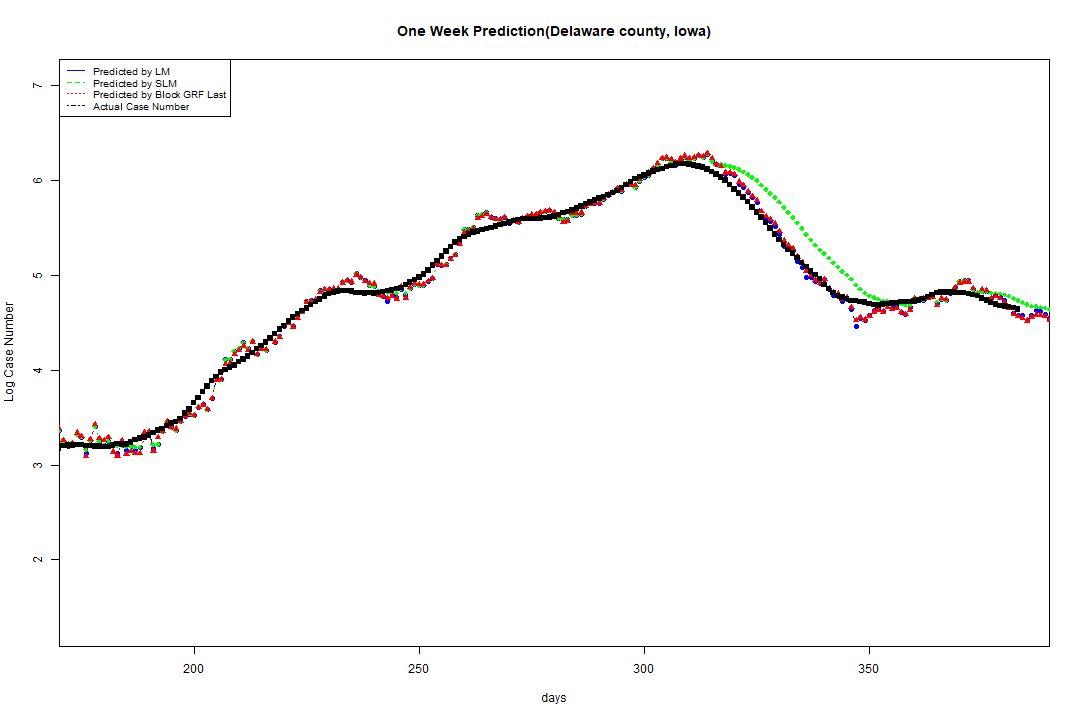 One Week Prediction(Delaware county, Iowa)
Predicted by LM
Predicted by SLM
Predicted by Block GRF Last
Actual Case Number
7
6
5
4
3
2
Log Case Number
200
250
300
350
days